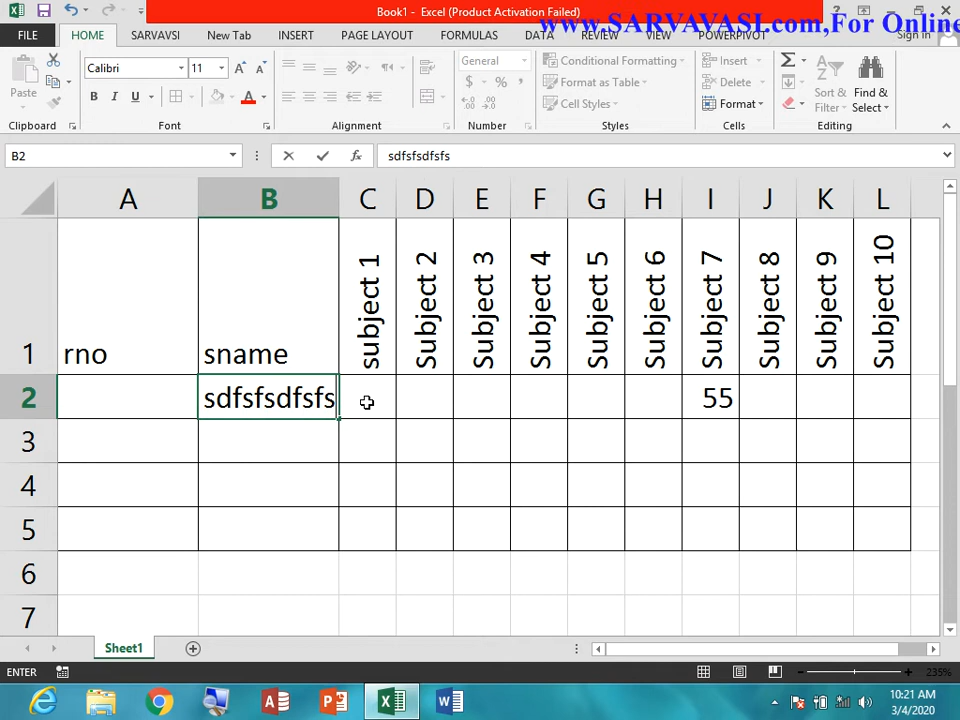 Book1 - Excel (Product Activation Failed)
www.SARVAVASI.com,For Online
FILE HOME SARVAVASI New Tab INSERT PAGE LAYOUT FORMULAS DATA REVIEW VIEW POWERPIVOT Sign in
Calibri 11 General Conditional Formatting Insert
Paste Format as Table Delete Sort & Filter Find & Select
Cell Styles Format
Clipboard Font Alignment Number Styles Cells Editing
B2 sdfsfsdfsfs
A B C D E F G H I J K L
1 rno sname subject 1 Subject 2 Subject 3 Subject 4 Subject 5 Subject 6 Subject 7 Subject 8 Subject 9 Subject 10
2 sdfsfsdfsfs 55
3
4
5
6
7
Sheet1
ENTER 235%
10:21 AM
3/4/2020